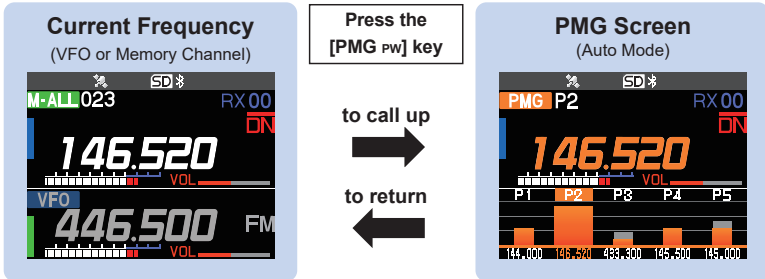 Current Frequency
(VFO or Memory Channel)
SD
M-ALL 023 RX 00
DN
146.520
VOL
VFO
446.500 FM
VOL
Press the
[PMG PW] key
to call up
to return
PMG Screen
(Auto Mode)
SD
PMG P2 RX 00
DN
146.520
VOL
P1 P2 P3 P4 P5
144.000 146.520 433.300 145.500 145.000